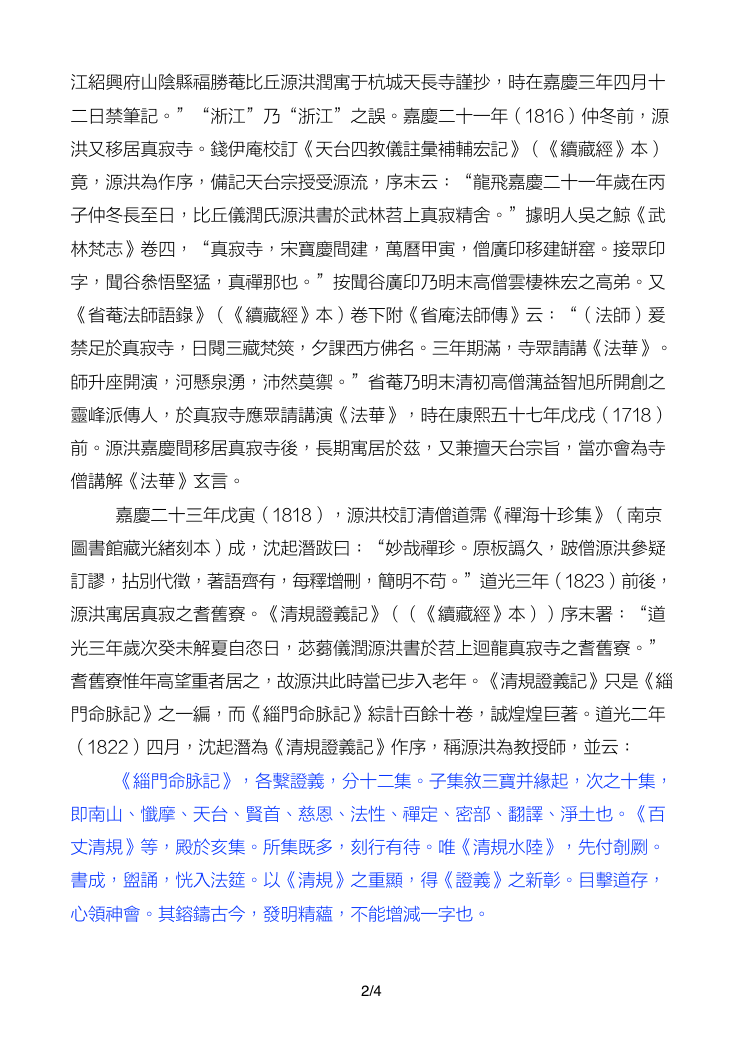 江紹興府山陰縣福勝菴比丘源洪潤寓于杭城天長寺謹抄，時在嘉慶三年四月十
二日禁筆記。”“淅江”乃“浙江”之誤。嘉慶二十一年（1816）仲冬前，源
洪又移居真寂寺。錢伊庵校訂《天台四教儀註彙補輔宏記》（《續藏經》本）
竟，源洪為作序，備記天台宗授受源流，序末云：“龍飛嘉慶二十一年歲在丙
子仲冬長至日，比丘儀潤氏源洪書於武林苕上真寂精舍。”據明人吳之鯨《武
林梵志》卷四，“真寂寺，宋寶慶間建，萬曆甲寅，僧廣印移建缾窑。接眾印
字，聞谷叅悟堅猛，真禪那也。”按聞谷廣印乃明末高僧雲棲袾宏之高弟。又
《省菴法師語錄》（《續藏經》本）卷下附《省庵法師傳》云：“（法師）爰
禁足於真寂寺，日閱三藏梵筴，夕課西方佛名。三年期滿，寺眾請講《法華》。
師升座開演，河懸泉湧，沛然莫禦。”省菴乃明末清初高僧蕅益智旭所開創之
靈峰派傳人，於真寂寺應眾請講演《法華》，時在康熙五十七年戊戌（1718）
前。源洪嘉慶間移居真寂寺後，長期寓居於茲，又兼擅天台宗旨，當亦會為寺
僧講解《法華》玄言。
嘉慶二十三年戊寅（1818），源洪校訂清僧道霈《禪海十珍集》（南京
圖書館藏光緒刻本）成，沈起潛跋曰：“妙哉禪珍。原板譌久，跛僧源洪參疑
訂謬，拈別代徵，著語齊有，每釋增刪，簡明不苟。”道光三年（1823）前後，
源洪寓居真寂之耆舊寮。《清規證義記》（（《續藏經》本））序末署：“道
光三年歲次癸未解夏自恣日，苾蒭儀潤源洪書於苕上迴龍真寂寺之耆舊寮。”
耆舊寮惟年高望重者居之，故源洪此時當已步入老年。《清規證義記》只是《緇
門命脉記》之一編，而《緇門命脉記》綜計百餘十卷，誠煌煌巨著。道光二年
（1822）四月，沈起潛為《清規證義記》作序，稱源洪為教授師，並云：
《緇門命脉記》，各繫證義，分十二集。子集敘三寶并緣起，次之十集，
即南山、懺摩、天台、賢首、慈恩、法性、禪定、密部、翻譯、淨土也。《百
丈清規》等，殿於亥集。所集既多，刻行有待。唯《清規水陸》，先付剞劂。
書成，盥誦，恍入法筵。以《清規》之重顯，得《證義》之新彰。目擊道存，
心領神會。其鎔鑄古今，發明精蘊，不能增減一字也。
2/4